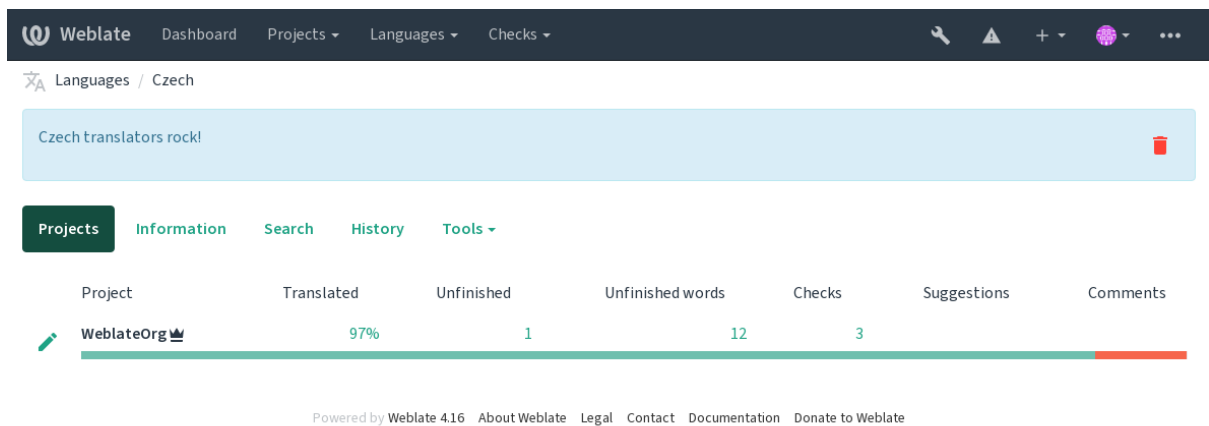 Weblate Dashboard Projects Languages Checks
Languages / Czech
Czech translators rock!
Projects Information Search History Tools
Project Translated Unfinished Unfinished words Checks Suggestions Comments
WeblateOrg 97% 1 12 3
Powered by Weblate 4.16 About Weblate Legal Contact Documentation Donate to Weblate